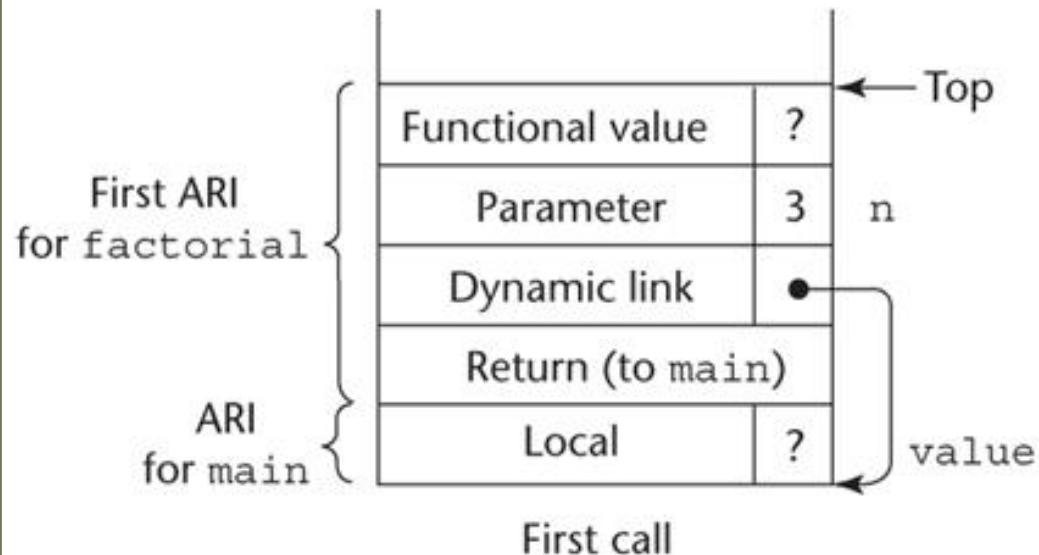 Top
Functional value ?
First ARI
for factorial
Parameter 3 n
Dynamic link
Return (to main)
ARI
for main
Local ?
value
First call